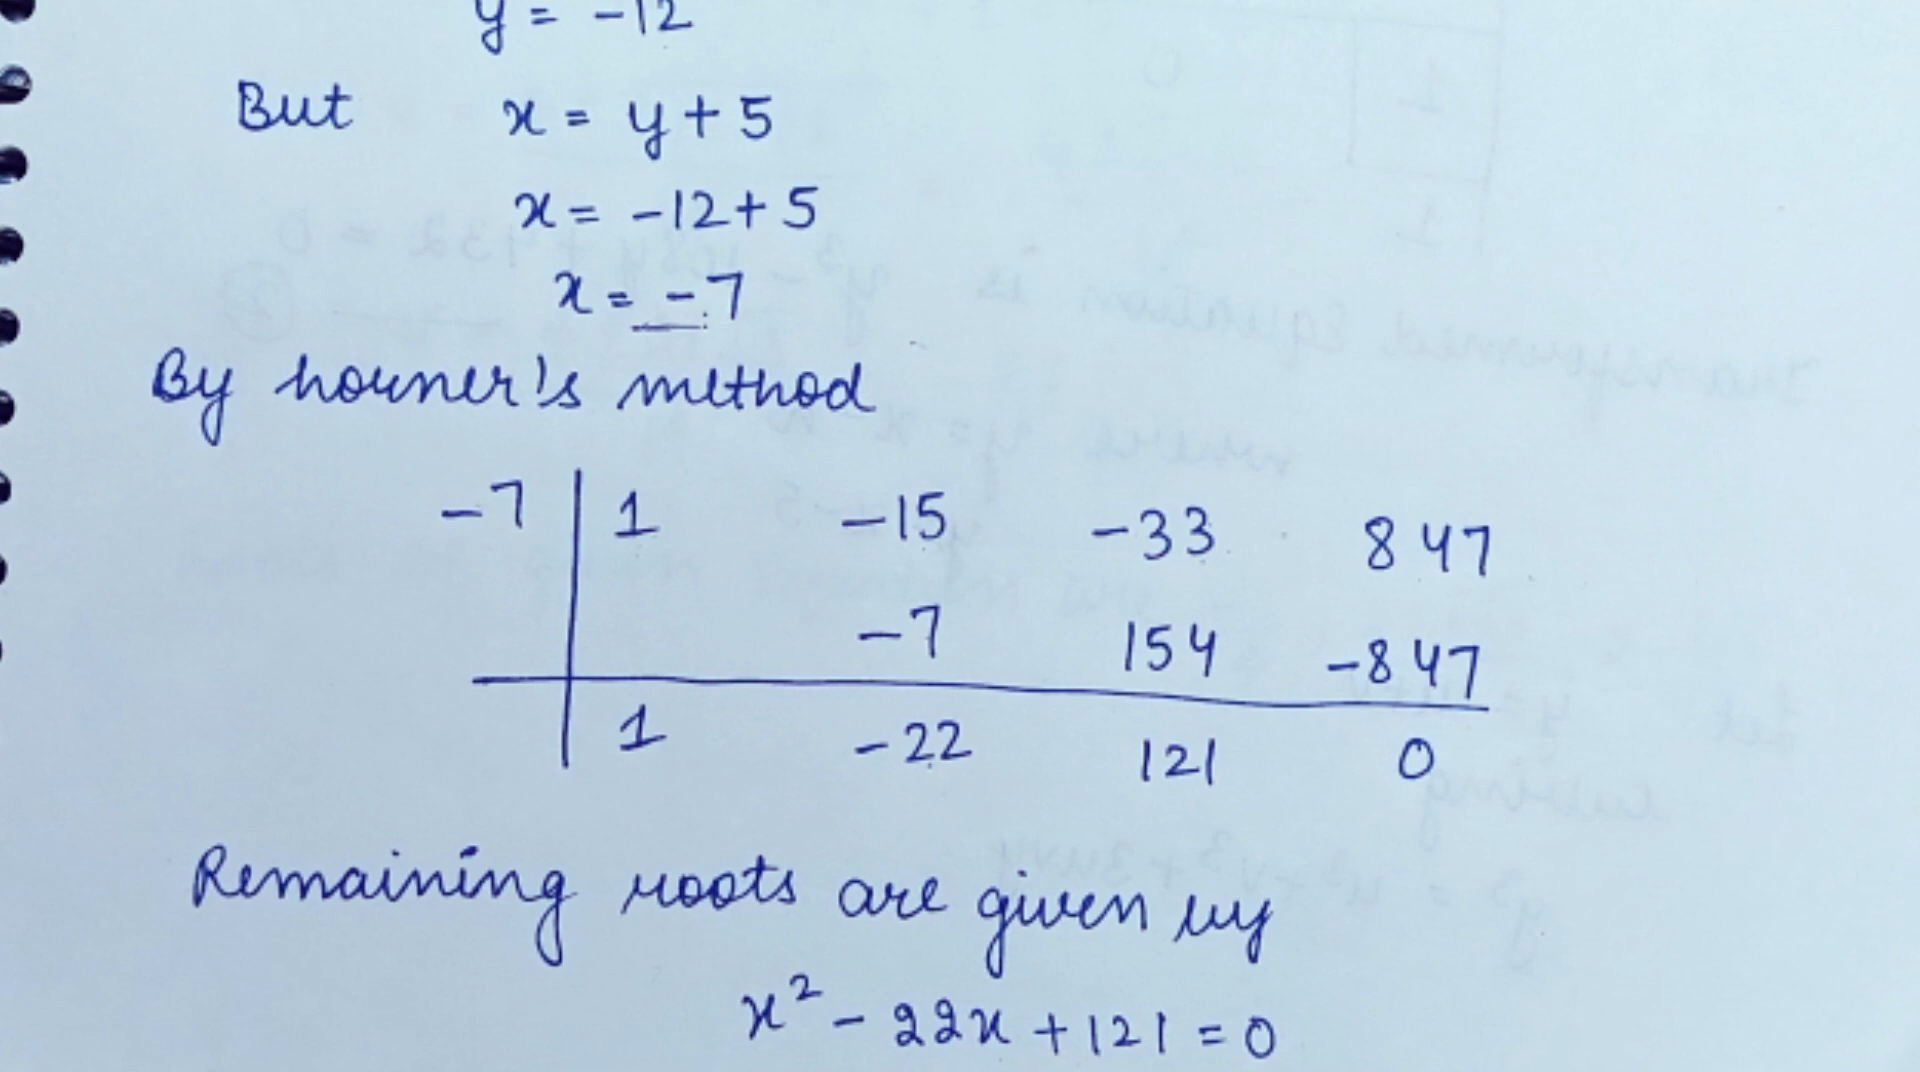 y = -12
But x = y + 5
x = -12 + 5
x = -7
By horner's method
-7 | 1 -15 -33 847
-7 154 -847
1 -22 121 0
Remaining roots are given by
x² - 22x + 121 = 0